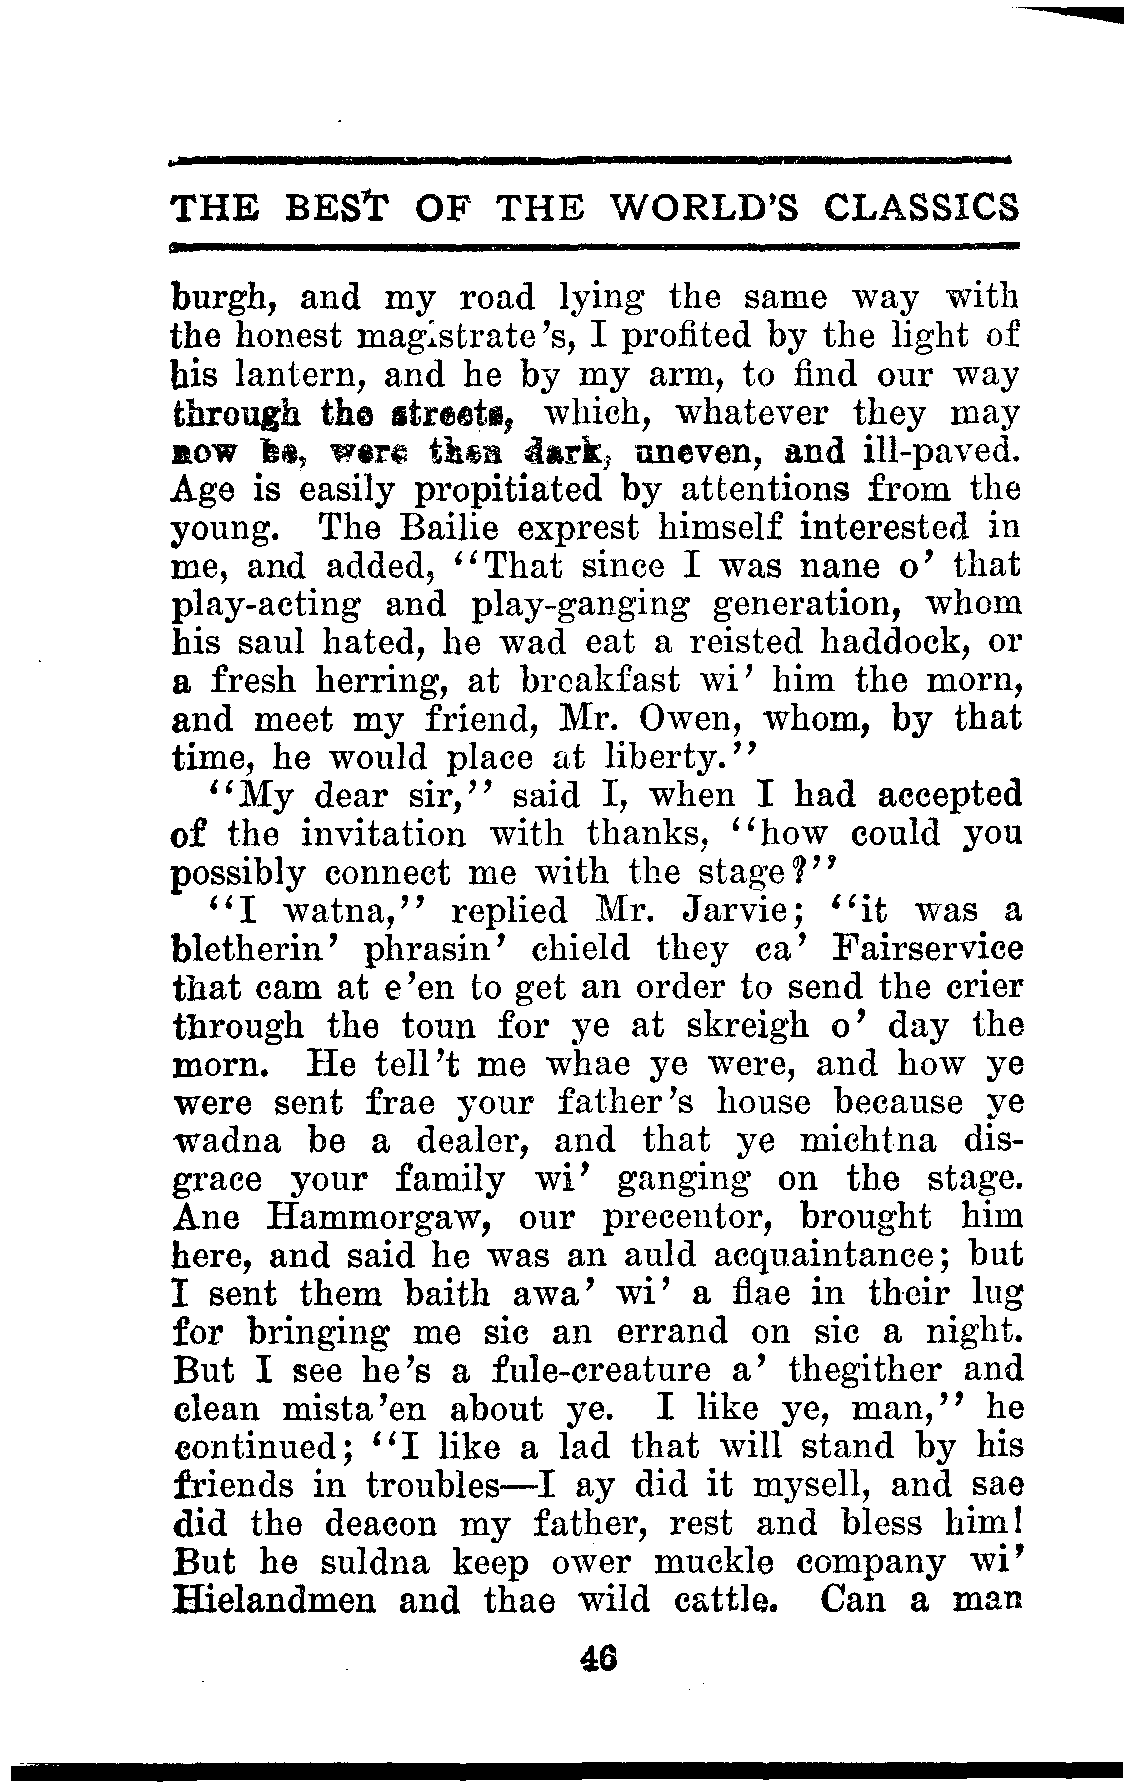 THE BEST OF THE WORLD'S CLASSICS
burgh, and my road lying the same way with
the honest magistrate's, I profited by the light of
his lantern, and he by my arm, to find our way
through the streets, which, whatever they may
now be, were then dark, uneven, and ill-paved.
Age is easily propitiated by attentions from the
young. The Bailie exprest himself interested in
me, and added, "That since I was nane o' that
play-acting and play-ganging generation, whom
his saul hated, he wad eat a reisted haddock, or
a fresh herring, at breakfast wi' him the morn,
and meet my friend, Mr. Owen, whom, by that
time, he would place at liberty."
"My dear sir," said I, when I had accepted
of the invitation with thanks, "how could you
possibly connect me with the stage?"
"I watna," replied Mr. Jarvie; "it was a
bletherin' phrasin' chield they ca' Fairservice
that cam at e'en to get an order to send the crier
through the toun for ye at skreigh o' day the
morn. He tell't me whae ye were, and how ye
were sent frae your father's house because ye
wadna be a dealer, and that ye michtna dis-
grace your family wi' ganging on the stage.
Ane Hammorgaw, our precentor, brought him
here, and said he was an auld acquaintance; but
I sent them baith awa' wi' a flae in their lug
for bringing me sic an errand on sic a night.
But I see he's a fule-creature a' thegither and
clean mista'en about ye. I like ye, man," he
continued; "I like a lad that will stand by his
friends in troubles—I ay did it mysell, and sae
did the deacon my father, rest and bless him!
But he suldna keep ower muckle company wi'
Hielandmen and thae wild cattle. Can a man
46